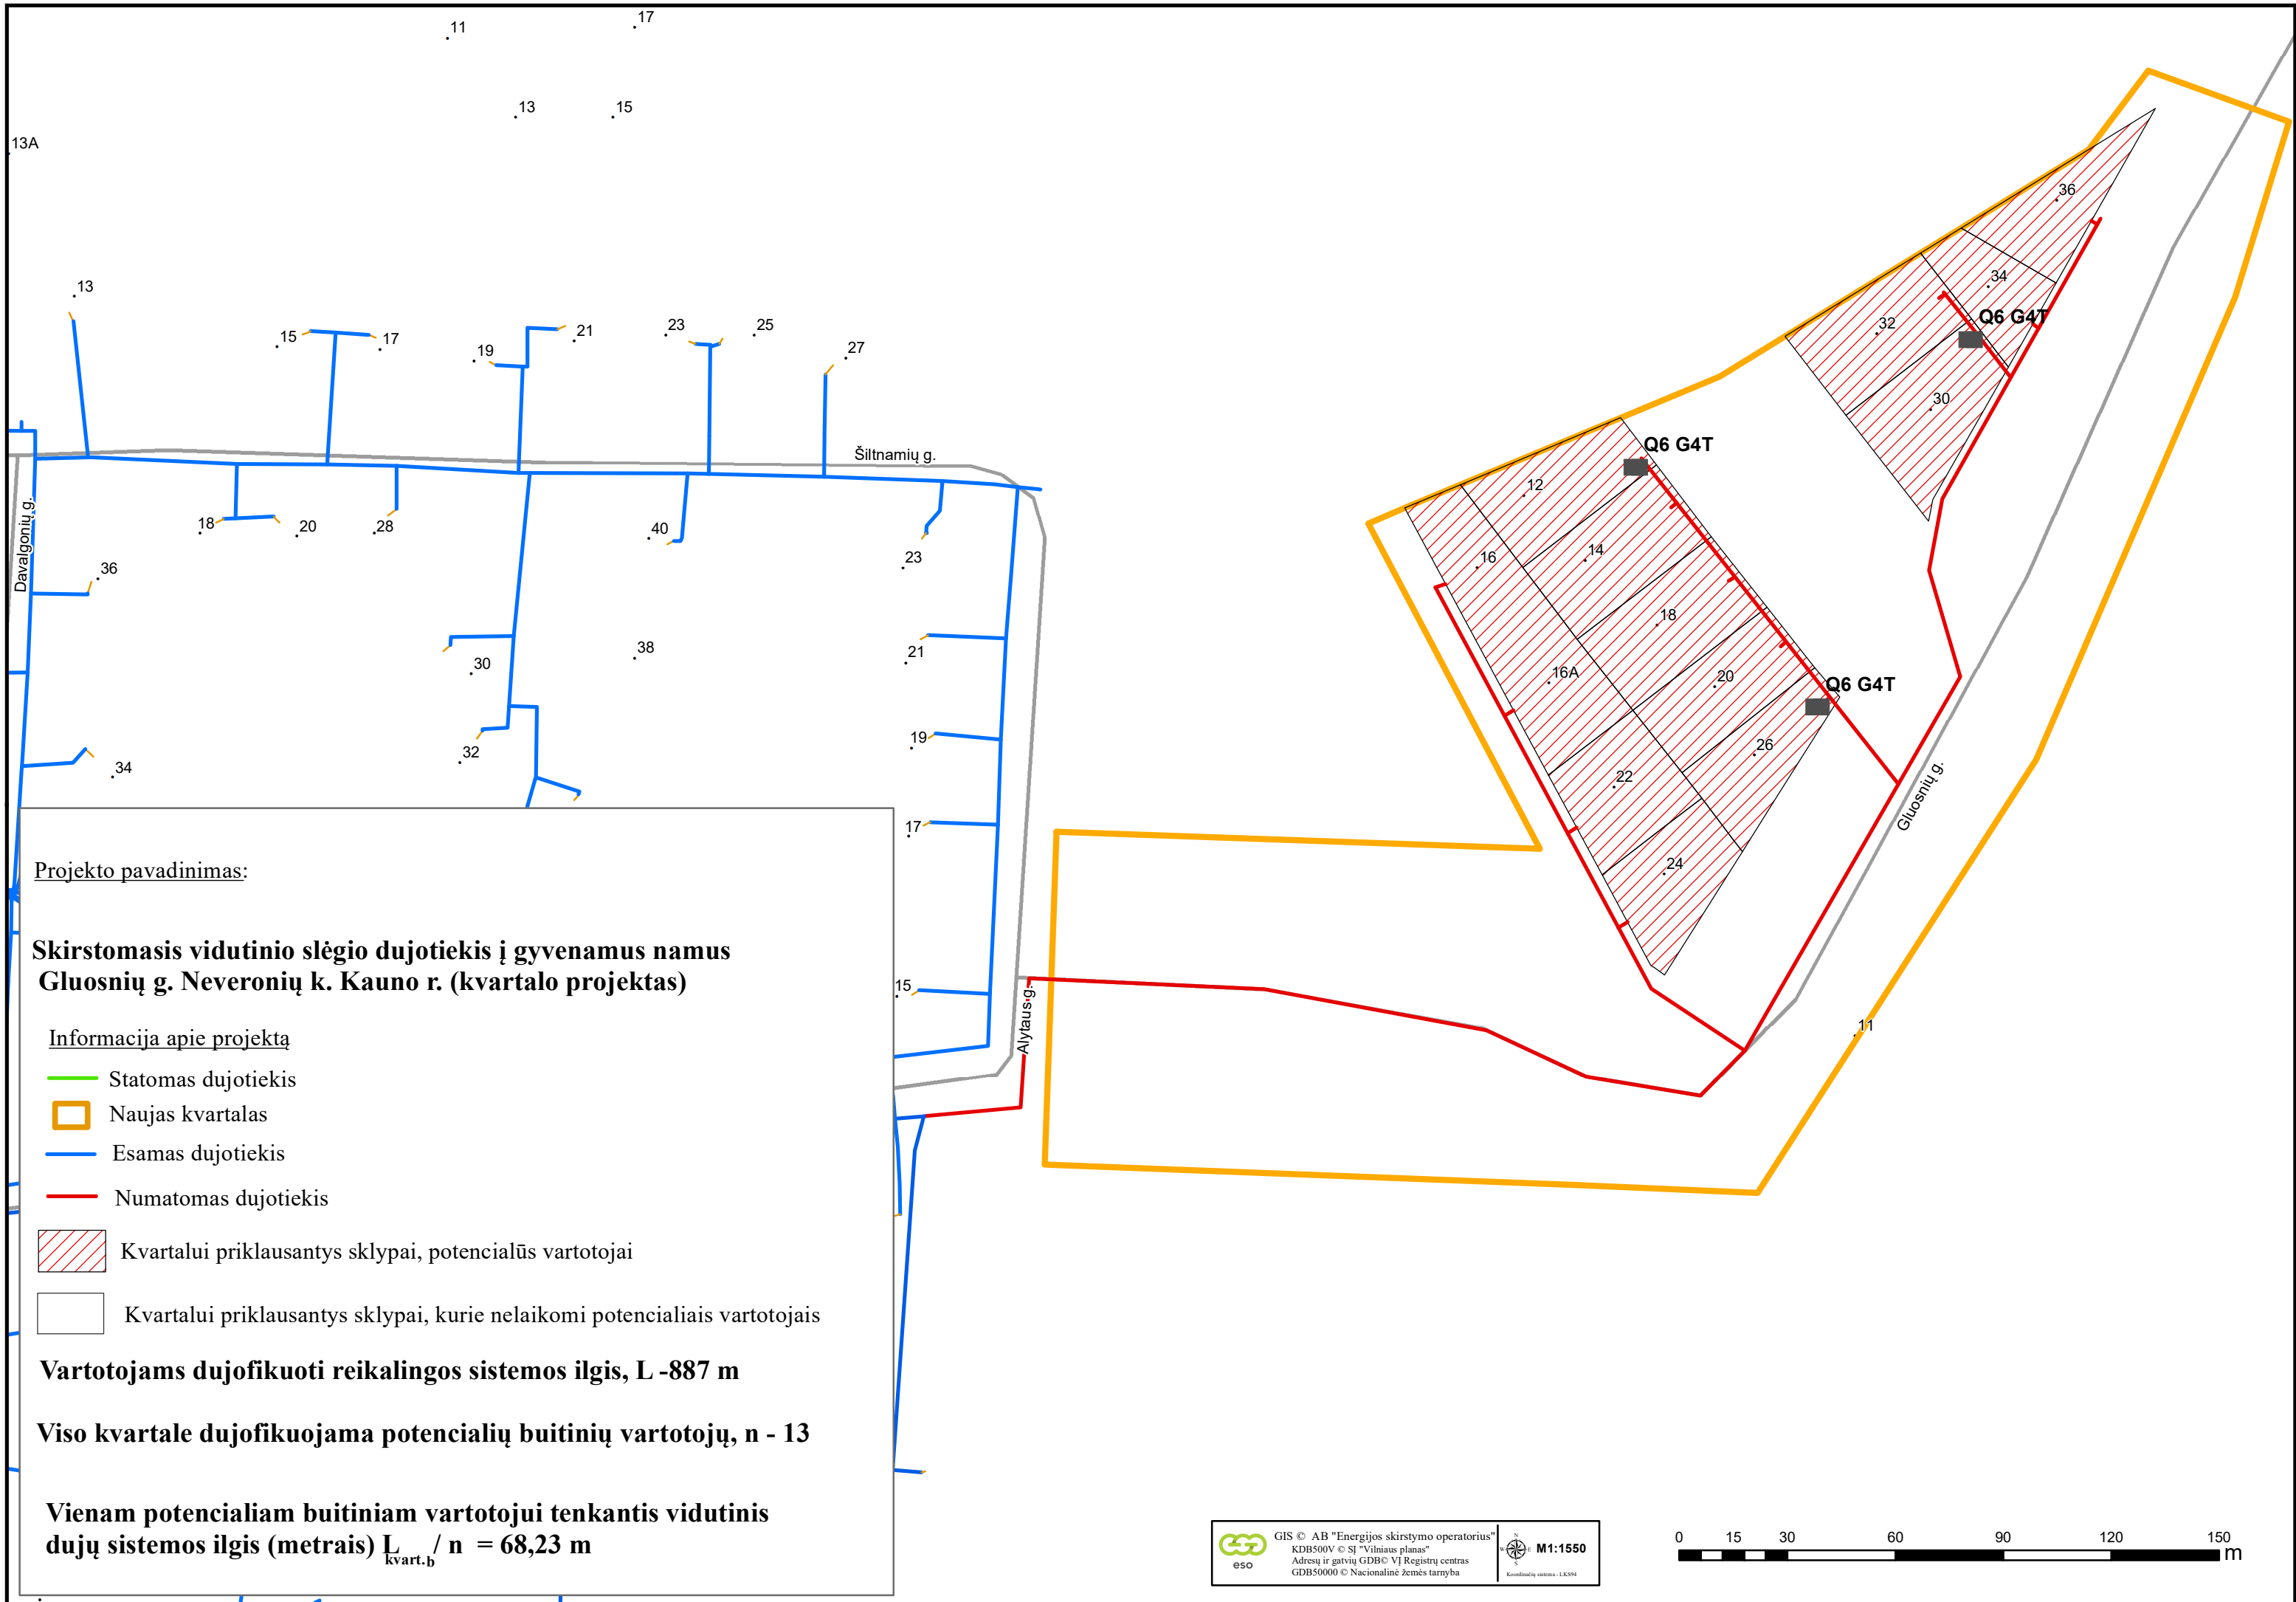 11
17
13
15
13A
13
15
17
19
21
23
25
27
Šiltnamių g.
Davalgonių g.
18
20
28
40
23
36
30
38
21
32
19
34
17
15
Alytaus g.
36
34
Q6 G4T
32
30
Q6 G4T
12
14
16
18
16A
20
Q6 G4T
26
22
24
Gluosnių g.
11
Projekto pavadinimas:
Skirstomasis vidutinio slėgio dujotiekis į gyvenamus namus
Gluosnių g. Neveronių k. Kauno r. (kvartalo projektas)
Informacija apie projektą
Statomas dujotiekis
Naujas kvartalas
Esamas dujotiekis
Numatomas dujotiekis
Kvartalui priklausantys sklypai, potencialūs vartotojai
Kvartalui priklausantys sklypai, kurie nelaikomi potencialiais vartotojais
Vartotojams dujofikuoti reikalingos sistemos ilgis, L -887 m
Viso kvartale dujofikuojama potencialių buitinių vartotojų, n - 13
Vienam potencialiam buitiniam vartotojui tenkantis vidutinis
dujų sistemos ilgis (metrais) L kvart.b / n = 68,23 m
eso
GIS © AB "Energijos skirstymo operatorius"
KDB500V © SĮ "Vilniaus planas"
Adresų ir gatvių GDB© VĮ Registrų centras
GDB50000 © Nacionalinė žemės tarnyba
N
W
E
S
M1:1550
Koordinačių sistema - LKS94
0 15 30 60 90 120 150
m